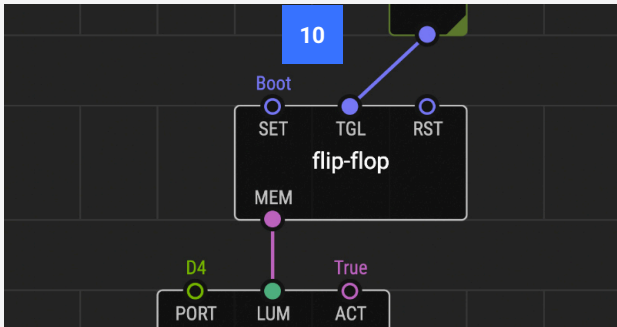 10
Boot
SET TGL RST
flip-flop
MEM
D4 True
PORT LUM ACT